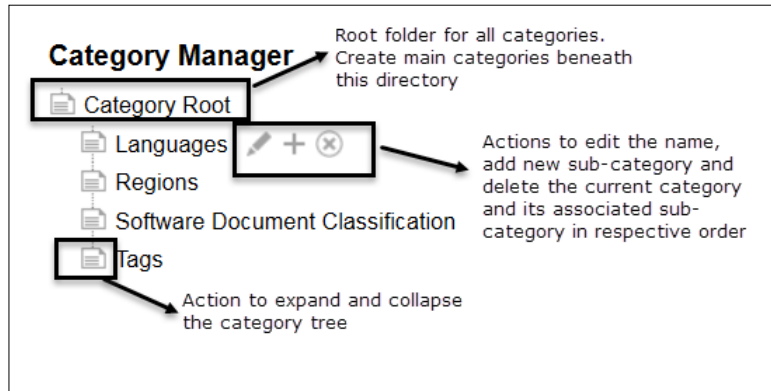 Category Manager
Root folder for all categories.
Create main categories beneath
this directory
Category Root
Languages
Regions
Software Document Classification
Tags
Actions to edit the name,
add new sub-category and
delete the current category
and its associated sub-
category in respective order
Action to expand and collapse
the category tree